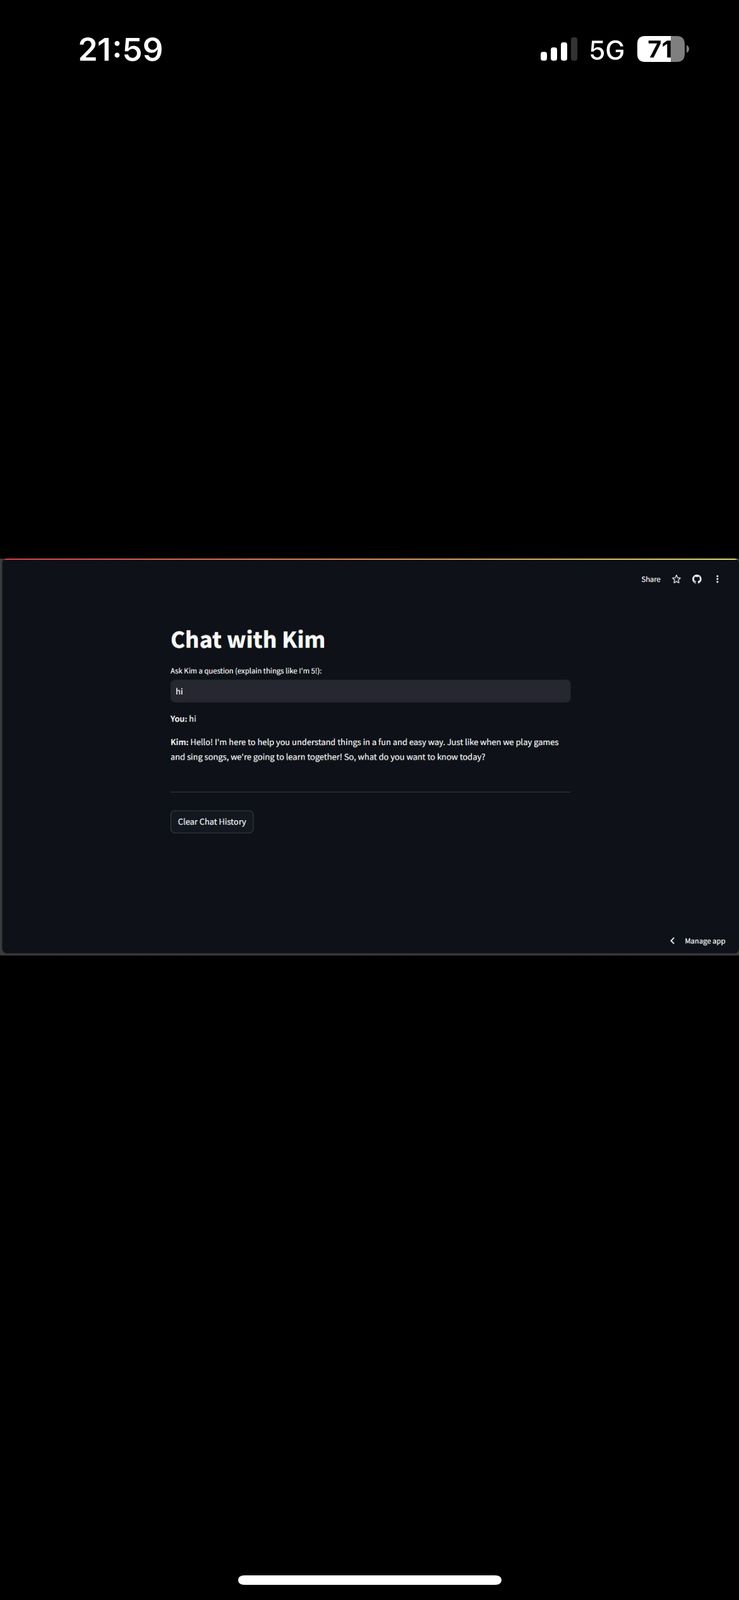 21:59
5G
71
Share
Chat with Kim
Ask Kim a question (explain things like I'm 5!):
hi
You: hi
Kim: Hello! I'm here to help you understand things in a fun and easy way. Just like when we play games
and sing songs, we're going to learn together! So, what do you want to know today?
Clear Chat History
Manage app